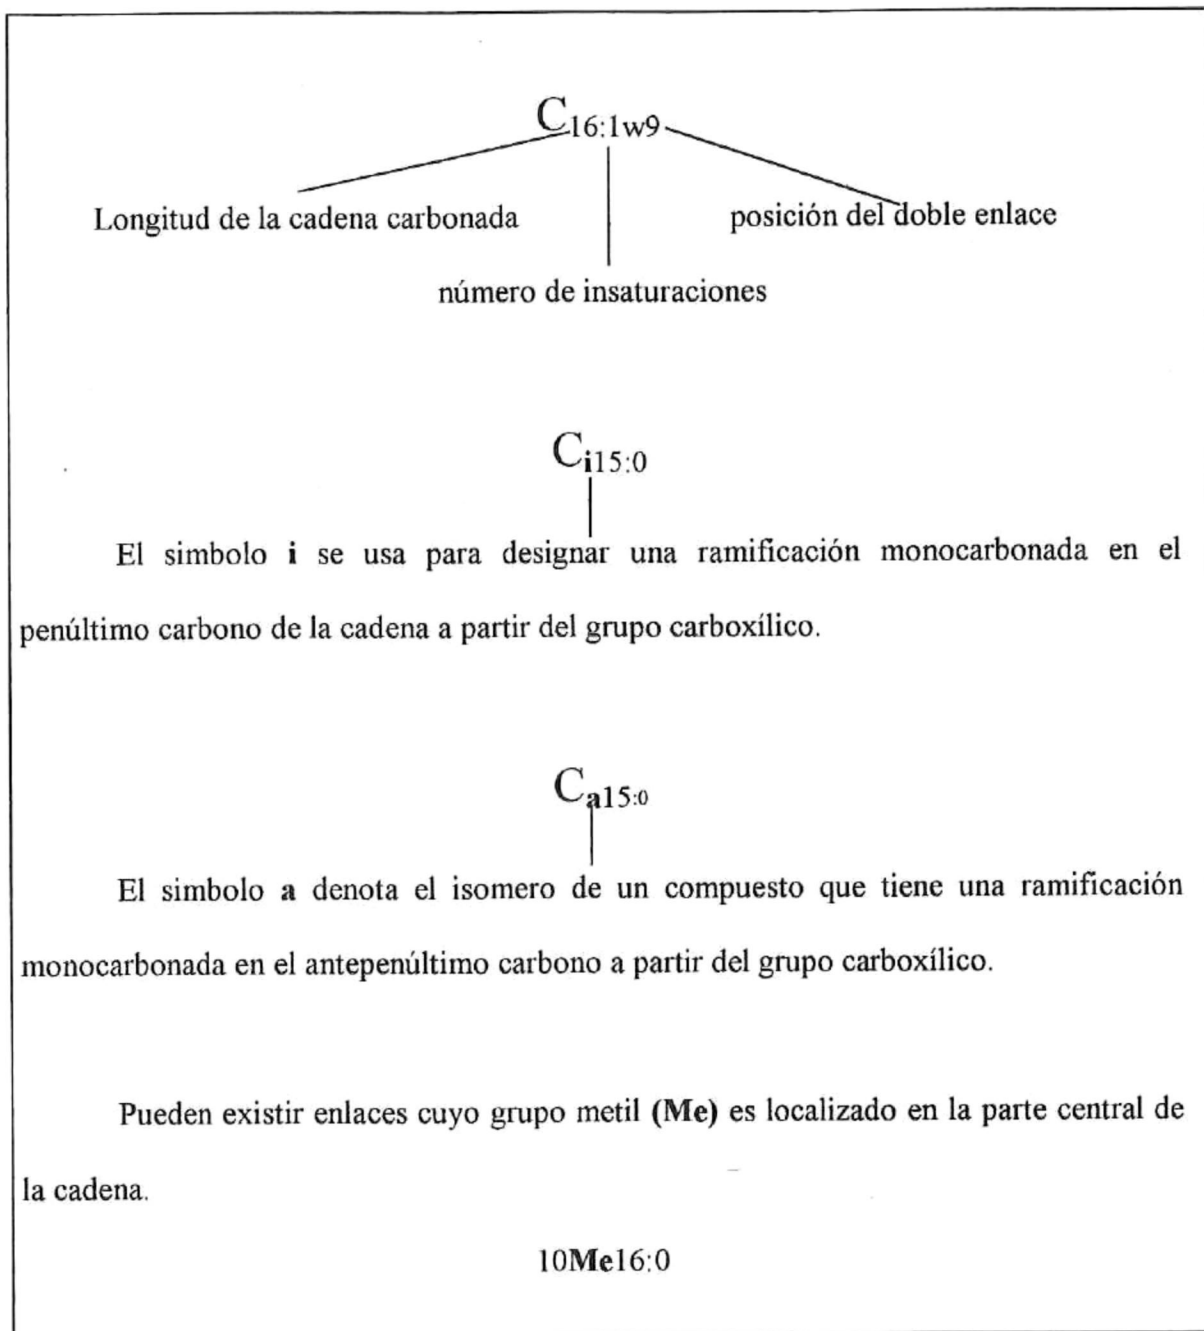 C16:1w9
Longitud de la cadena carbonada
posición del doble enlace
número de insaturaciones
Ci15:0
El simbolo i se usa para designar una ramificación monocarbonada en el
penúltimo carbono de la cadena a partir del grupo carboxílico.
Ca15:0
El simbolo a denota el isomero de un compuesto que tiene una ramificación
monocarbonada en el antepenúltimo carbono a partir del grupo carboxílico.
Pueden existir enlaces cuyo grupo metil (Me) es localizado en la parte central de
la cadena.
10Me16:0